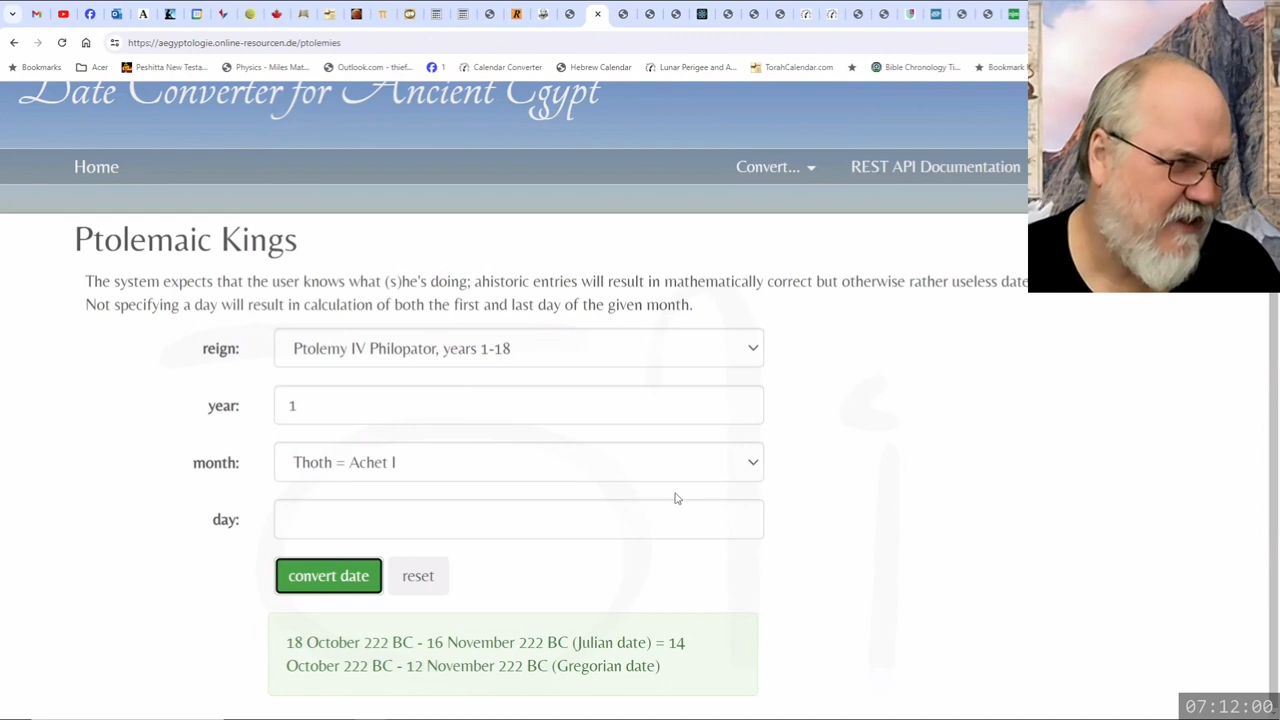 https://aegyptologie.online-resourcen.de/ptolemies
Bookmarks
Acer
Peshitta New Testa...
Physics - Miles Mat...
Outlook.com - thief...
1
Calendar Converter
Hebrew Calendar
Lunar Perigee and A...
TorahCalendar.com
Bible Chronology Ti...
Bookmark
Date Converter for Ancient Egypt
Home
Convert...
REST API Documentation
Ptolemaic Kings
The system expects that the user knows what (s)he's doing; ahistoric entries will result in mathematically correct but otherwise rather useless date
Not specifying a day will result in calculation of both the first and last day of the given month.
reign:
Ptolemy IV Philopator, years 1-18
year:
1
month:
Thoth = Achet I
day:
convert date
reset
18 October 222 BC - 16 November 222 BC (Julian date) = 14
October 222 BC - 12 November 222 BC (Gregorian date)
07:12:00